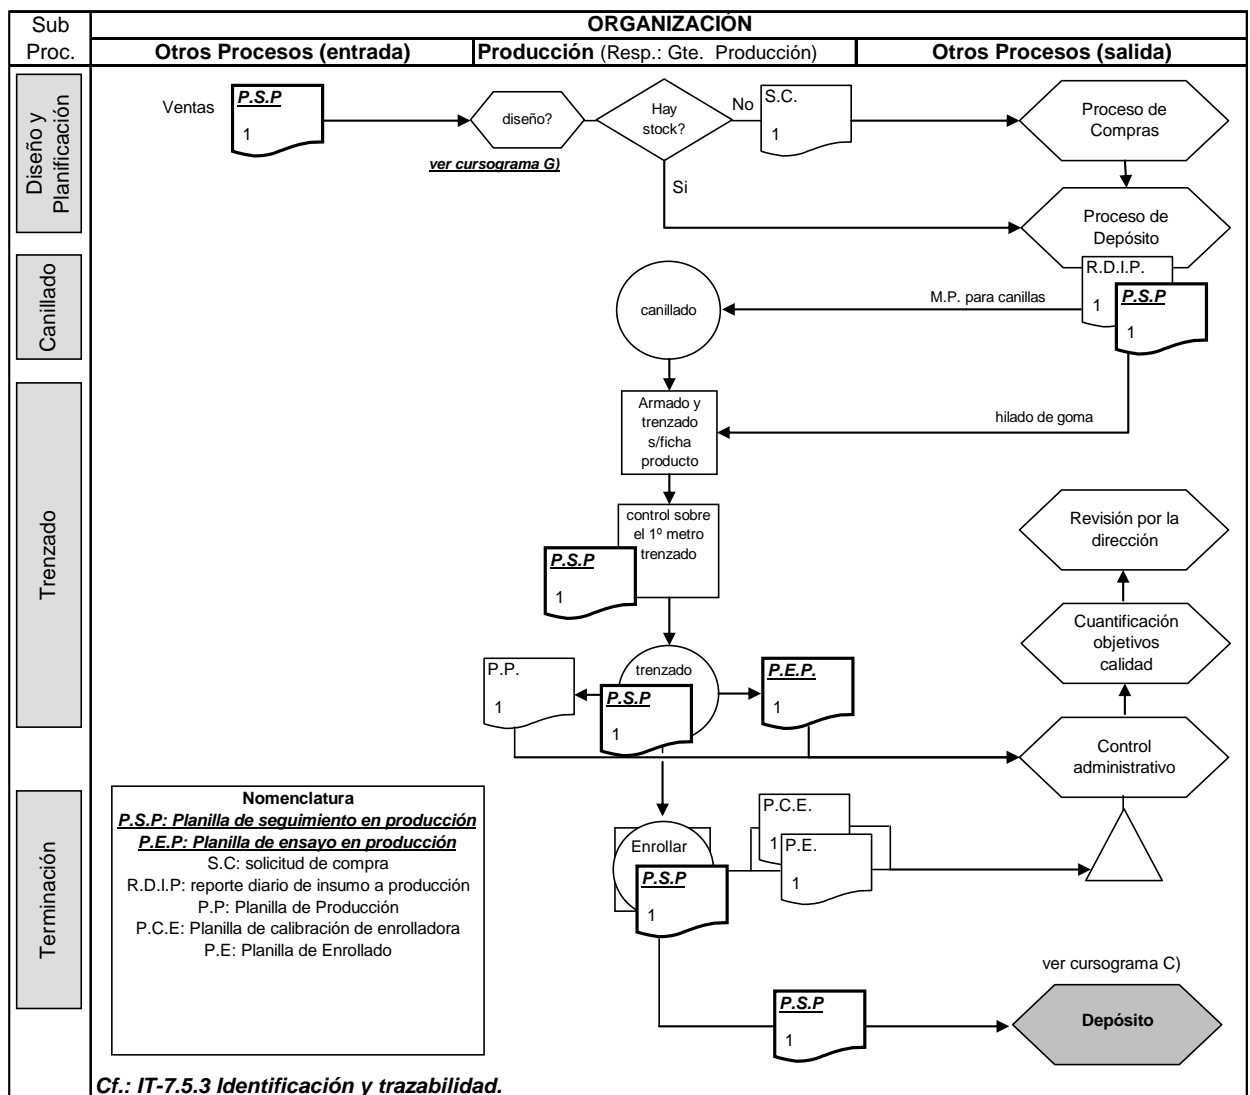 Sub
Proc.
ORGANIZACIÓN
Otros Procesos (entrada)
Producción (Resp.: Gte. Producción)
Otros Procesos (salida)
Diseño y
Planificación
Ventas
P.S.P
1
diseño?
ver cursograma G)
Hay
stock?
No
S.C.
1
Proceso de
Compras
Si
Proceso de
Depósito
Canillado
canillado
M.P. para canillas
R.D.I.P.
1
P.S.P
1
Trenzado
Armado y
trenzado
s/ficha
producto
hilado de goma
control sobre
el 1º metro
trenzado
P.S.P
1
Revisión por la
dirección
Cuantificación
objetivos
calidad
P.P.
1
trenzado
P.S.P
1
P.E.P.
1
Control
administrativo
Terminación
Nomenclatura
P.S.P: Planilla de seguimiento en producción
P.E.P: Planilla de ensayo en producción
S.C: solicitud de compra
R.D.I.P: reporte diario de insumo a producción
P.P: Planilla de Producción
P.C.E: Planilla de calibración de enrolladora
P.E: Planilla de Enrollado
Enrollar
P.S.P
1
P.C.E.
1
P.E.
1
ver cursograma C)
P.S.P
1
Depósito
Cf.: IT-7.5.3 Identificación y trazabilidad.